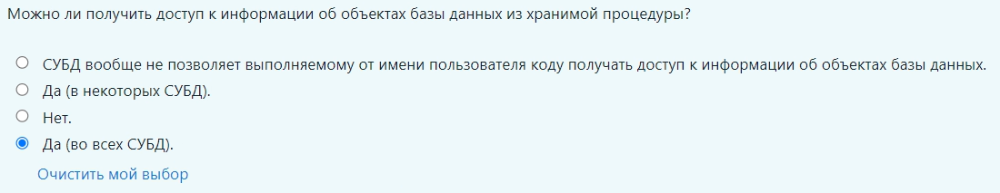 Можно ли получить доступ к информации об объектах базы данных из хранимой процедуры?
СУБД вообще не позволяет выполняемому от имени пользователя коду получать доступ к информации об объектах базы данных.
Да (в некоторых СУБД).
Нет.
Да (во всех СУБД).
Очистить мой выбор